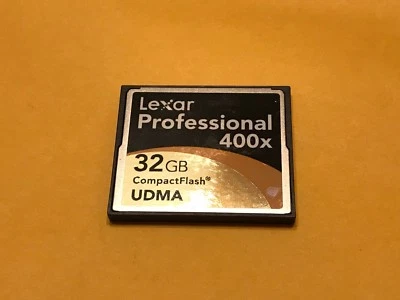 Lexar
Professional
400x
32GB
CompactFlash®
UDMA